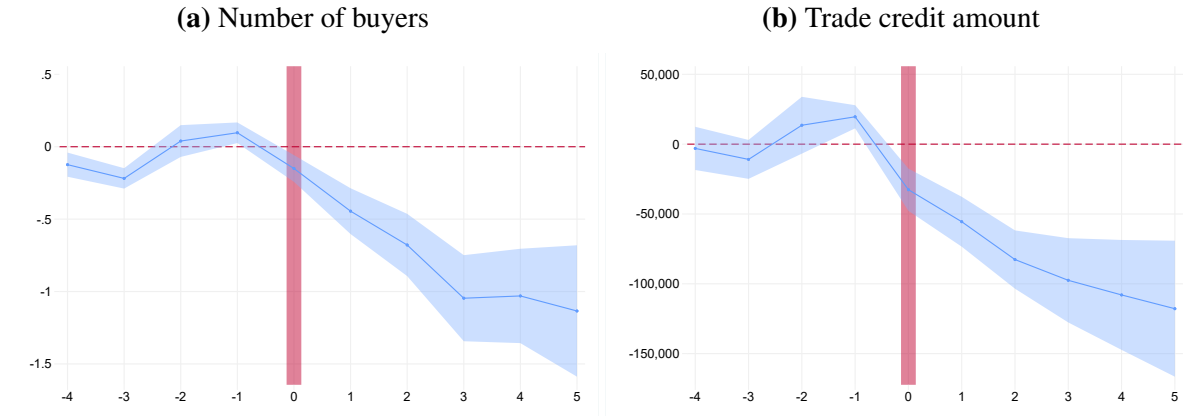 (a) Number of buyers
.5
0
-.5
-1
-1.5
-4 -3 -2 -1 0 1 2 3 4 5
(b) Trade credit amount
50,000
0
-50,000
-100,000
-150,000
-4 -3 -2 -1 0 1 2 3 4 5